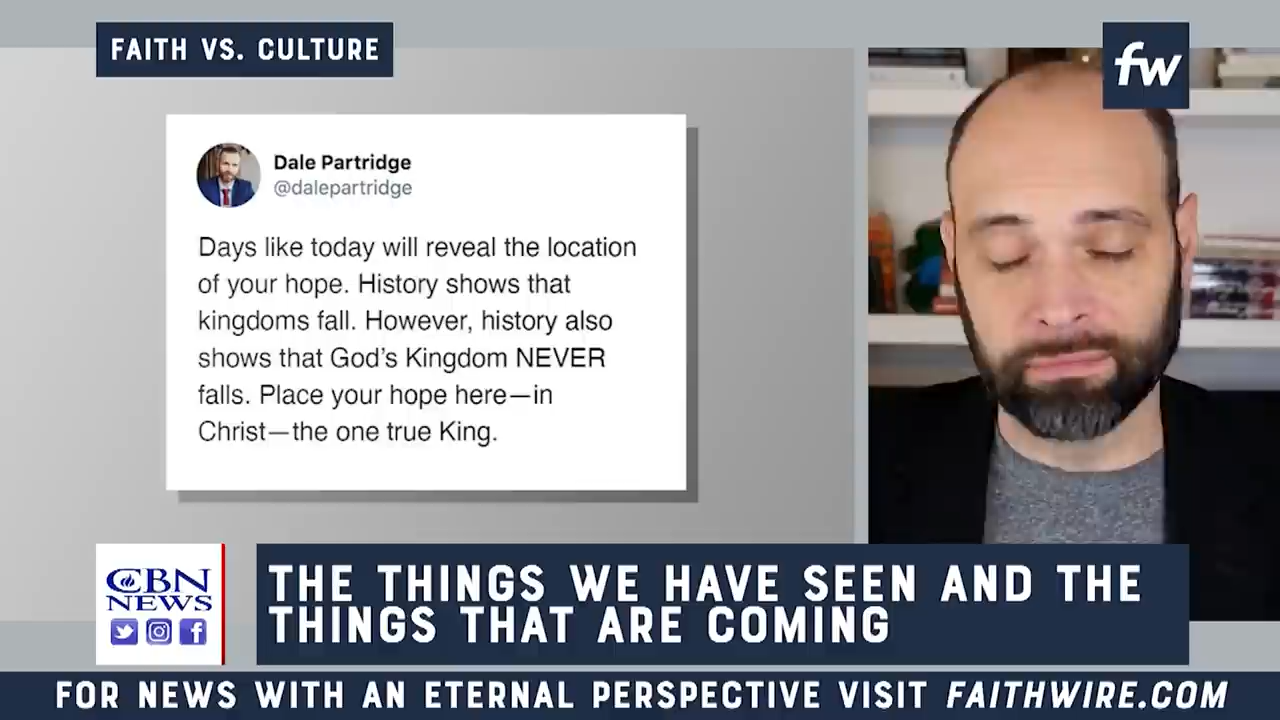 FAITH VS. CULTURE
fw
Dale Partridge
@dalepartridge
Days like today will reveal the location
of your hope. History shows that
kingdoms fall. However, history also
shows that God's Kingdom NEVER
falls. Place your hope here—in
Christ—the one true King.
CBN
NEWS
THE THINGS WE HAVE SEEN AND THE
THINGS THAT ARE COMING
FOR NEWS WITH AN ETERNAL PERSPECTIVE VISIT FAITHWIRE.COM